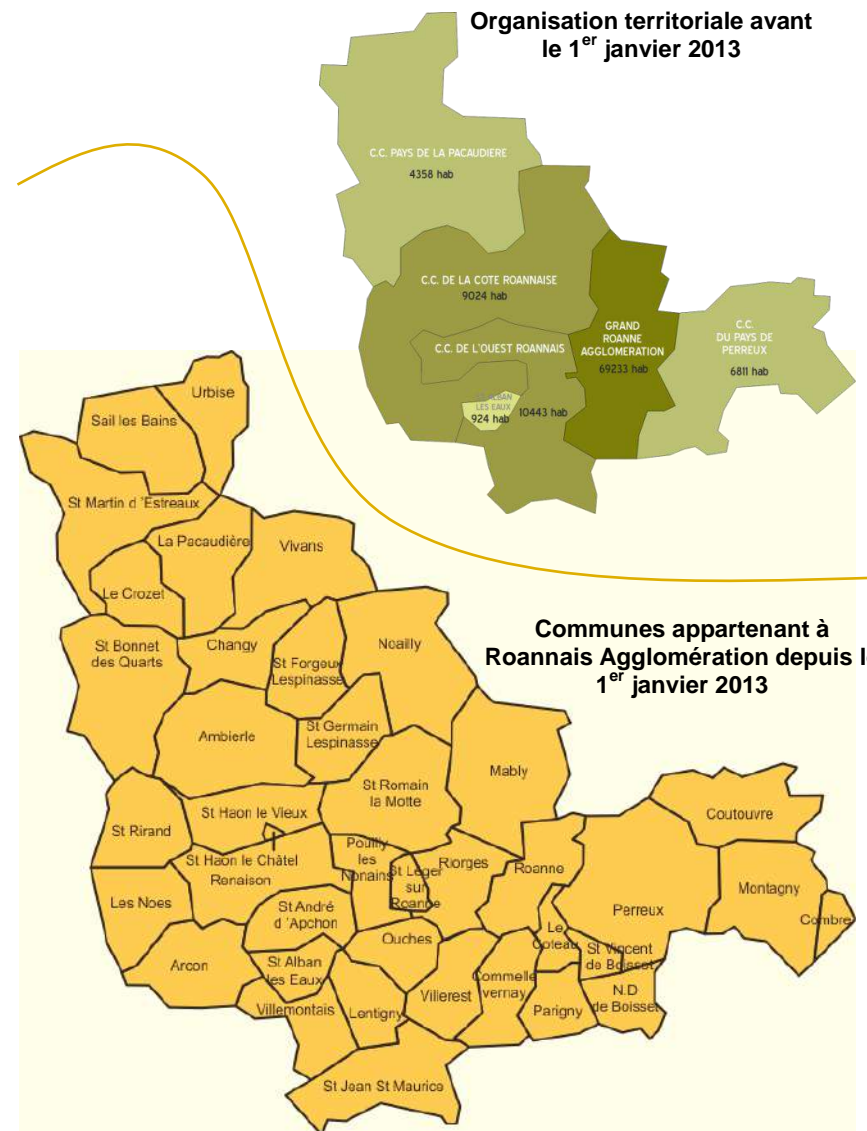 Organisation territoriale avant
le 1er janvier 2013
C.C. PAYS DE LA PACAUDIERE
4358 hab
C.C. DE LA COTE ROANNAISE
9024 hab
C.C. DE L'OUEST ROANNAIS
GRAND
ROANNE
AGGLOMERATION
69233 hab
C.C.
DU PAYS DE
PERREUX
6811 hab
ALBAN
LES EAUX
924 hab
10443 hab
Urbise
Sail les Bains
St Martin d 'Estreaux
La Pacaudière
Vivans
Le Crozet
Communes appartenant à
Roannais Agglomération depuis l
1er janvier 2013
St Bonnet
des Quarts
Changy
St Forgeux
Lespinasse
Noailly
Ambierle
St Germain
Lespinasse
Mably
St Romain
la Motte
Coutouvre
St Rirand
St Haon le Vieux
St Haon le Châtel
Renaison
Pouilly
les
Nonains
St Léger
sur
Roanne
Riorges
Roanne
Perreux
Montagny
Combre
Les Noes
St André
d 'Apchon
Le
Coteau
St Vincent
de Boisset
Ouches
Arcon
St Alban
les Eaux
Villemontais
Lentigny
Villerest
Commelle
vernay
Parigny
N.D
de Boisset
St Jean St Maurice